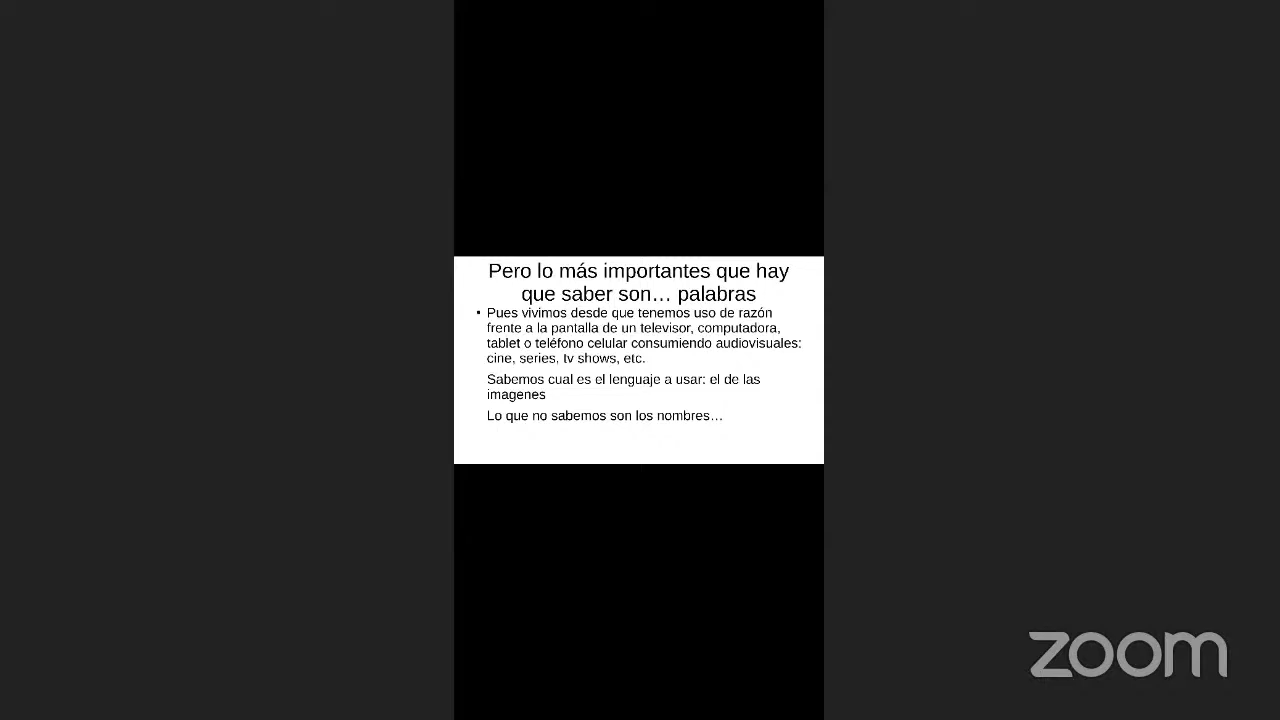 Pero lo más importantes que hay
que saber son… palabras
• Pues vivimos desde que tenemos uso de razón
frente a la pantalla de un televisor, computadora,
tablet o teléfono celular consumiendo audiovisuales:
cine, series, tv shows, etc.
Sabemos cual es el lenguaje a usar: el de las
imagenes
Lo que no sabemos son los nombres…
zoom